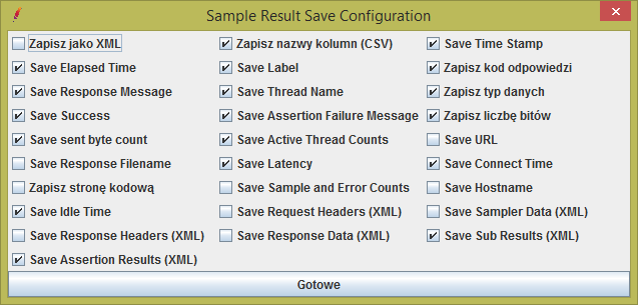 Sample Result Save Configuration
Zapisz jako XML Zapisz nazwy kolumn (CSV) Save Time Stamp
Save Elapsed Time Save Label Zapisz kod odpowiedzi
Save Response Message Save Thread Name Zapisz typ danych
Save Success Save Assertion Failure Message Zapisz liczbę bitów
Save sent byte count Save Active Thread Counts Save URL
Save Response Filename Save Latency Save Connect Time
Zapisz stronę kodową Save Sample and Error Counts Save Hostname
Save Idle Time Save Request Headers (XML) Save Sampler Data (XML)
Save Response Headers (XML) Save Response Data (XML) Save Sub Results (XML)
Save Assertion Results (XML)
Gotowe